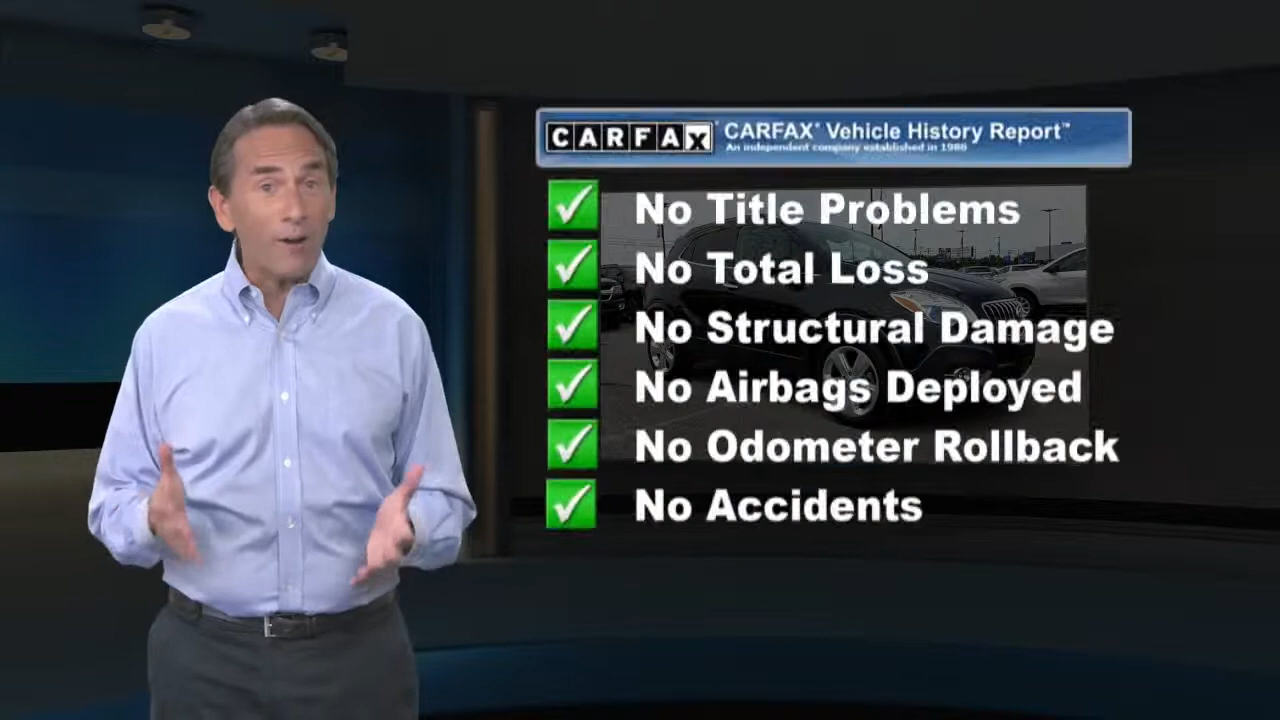 CARFAX
CARFAX® Vehicle History Report™
An independent company established in 1986
No Title Problems
No Total Loss
No Structural Damage
No Airbags Deployed
No Odometer Rollback
No Accidents